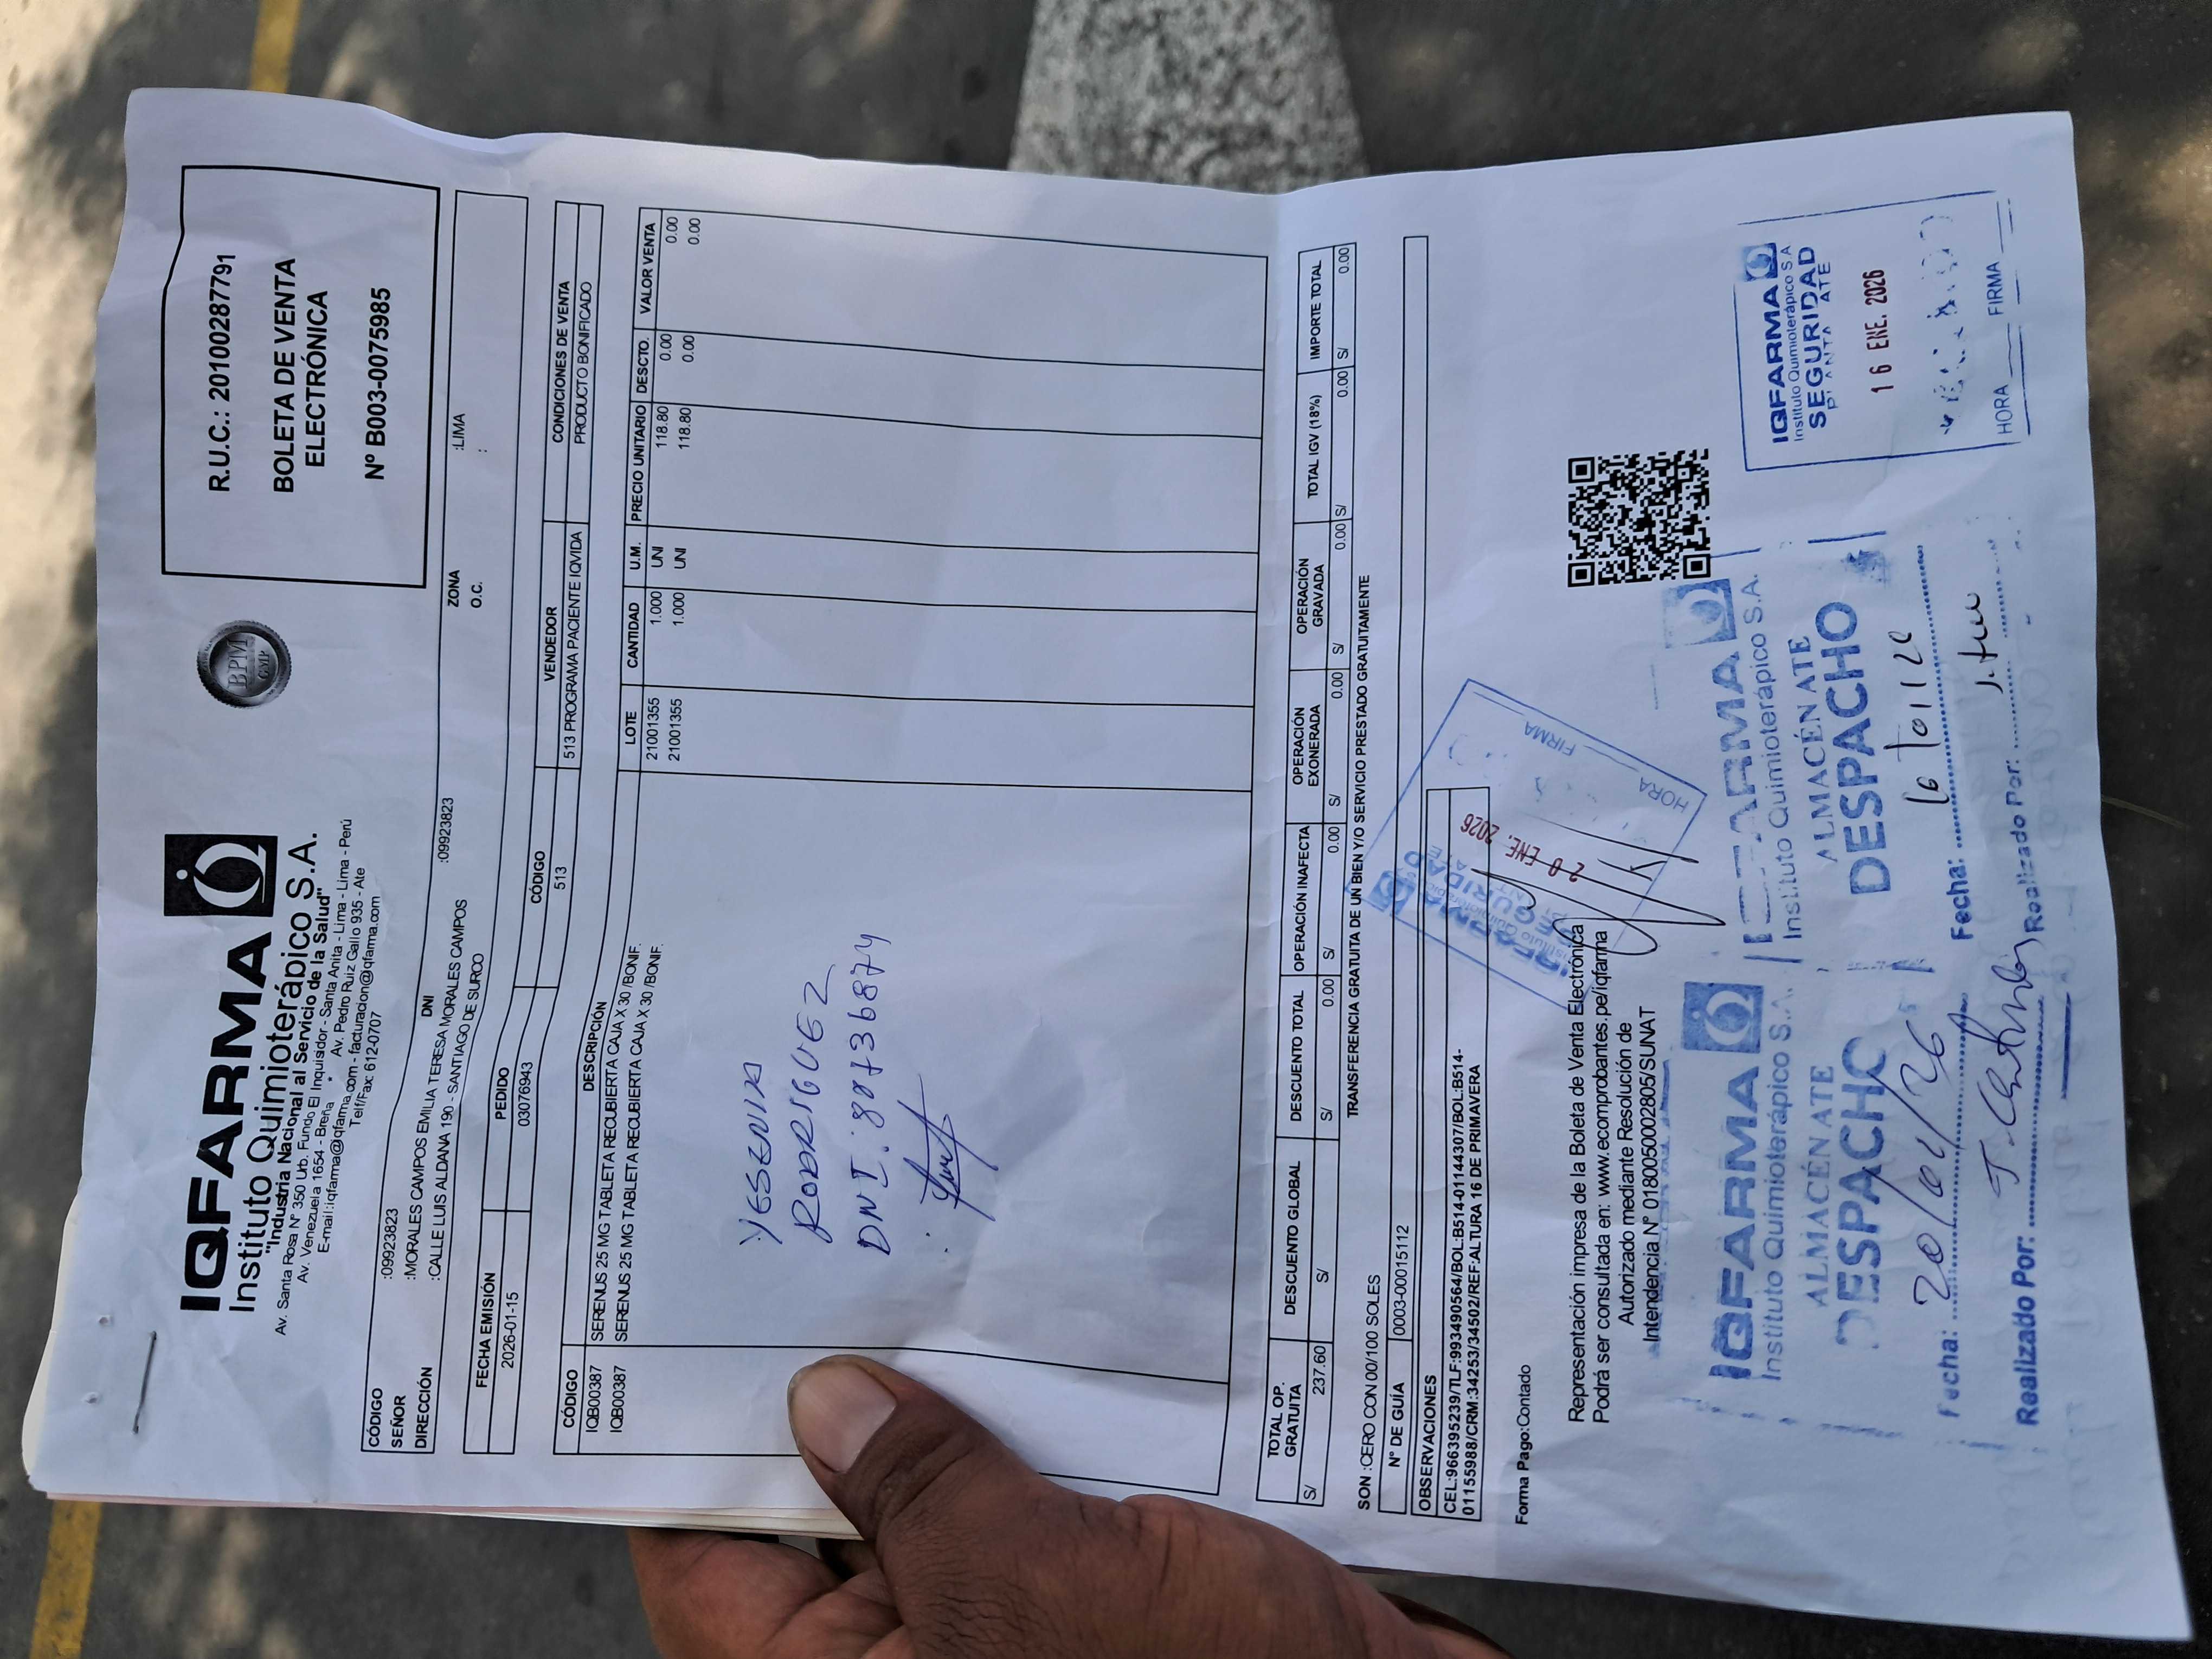 IQFARMA
Instituto Quimioterápico S.A.
"Industria Nacional al Servicio de la Salud"
Av. Santa Rosa N° 350 Urb. Fundo El Inquisidor - Santa Anita - Lima - Perú
Av. Venezuela 1654 - Breña * Av. Pedro Ruiz Gallo 935 - Ate
E-mail:iqfarma@qfarma.com - facturacion@qfarma.com
Telf/Fax: 612-0707
BPM
GMP
R.U.C.: 20100287791
BOLETA DE VENTA
ELECTRÓNICA
N° B003-0075985
CÓDIGO :09923823 DNI :09923823 ZONA :LIMA
SEÑOR :MORALES CAMPOS EMILIA TERESA MORALES CAMPOS O.C. :
DIRECCIÓN :CALLE LUIS ALDANA 190 - SANTIAGO DE SURCO
FECHA EMISIÓN PEDIDO CÓDIGO VENDEDOR CONDICIONES DE VENTA
2026-01-15 03076943 513 513 PROGRAMA PACIENTE IQVIDA PRODUCTO BONIFICADO
CÓDIGO DESCRIPCIÓN LOTE CANTIDAD U.M. PRECIO UNITARIO DESCTO. VALOR VENTA
IQB00387 SERENUS 25 MG TABLETA RECUBIERTA CAJA X 30 /BONIF. 21001355 1.000 UNI 118.80 0.00 0.00
IQB00387 SERENUS 25 MG TABLETA RECUBIERTA CAJA X 30 /BONIF. 21001355 1.000 UNI 118.80 0.00 0.00
YESSENIA
RODRIGUEZ
DNI: 80736874
TOTAL OP. GRATUITA DESCUENTO GLOBAL DESCUENTO TOTAL OPERACIÓN INAFECTA OPERACIÓN EXONERADA OPERACIÓN GRAVADA TOTAL IGV (18%) IMPORTE TOTAL
S/ 237.60 S/ S/ 0.00 S/ 0.00 S/ 0.00 S/ 0.00 S/ 0.00 S/ 0.00
SON :CERO CON 00/100 SOLES TRANSFERENCIA GRATUITA DE UN BIEN Y/O SERVICIO PRESTADO GRATUITAMENTE
N° DE GUÍA 0003-00015112
OBSERVACIONES
CEL:966395239/TLF:993490564/BOL:B514-01144307/BOL:B514-
01155988/CRM:34253/34502/REF:ALTURA 16 DE PRIMAVERA
Forma Pago:Contado
Representación impresa de la Boleta de Venta Electrónica
Podrá ser consultada en: www.ecomprobantes.pe/iqfarma
Autorizado mediante Resolución de
Intendencia N° 0180050002805/SUNAT
IQFARMA
SEGURIDAD
20 ENE. 2026
HORA FIRMA
IQFARMA
Instituto Quimioterápico S.A.
ALMACÉN ATE
DESPACHO
Fecha: 20/01/26
Realizado Por:
IQFARMA
Instituto Quimioterápico S.A.
ALMACÉN ATE
DESPACHO
Fecha:
Realizado Por:
IQFARMA
Instituto Quimioterápico S A
SEGURIDAD
PLANTA ATE
16 ENE. 2026
HORA FIRMA